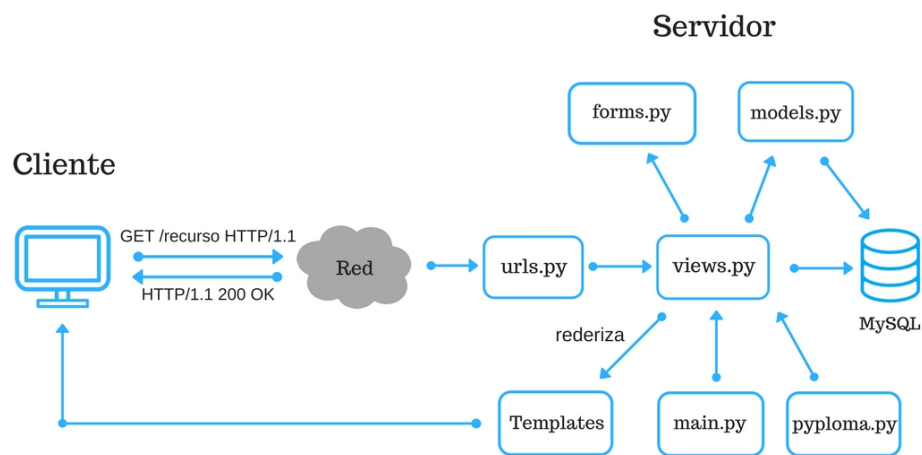 Servidor
forms.py
models.py
Cliente
GET /recurso HTTP/1.1
Red
urls.py
views.py
HTTP/1.1 200 OK
MySQL
rederiza
Templates
main.py
pyploma.py